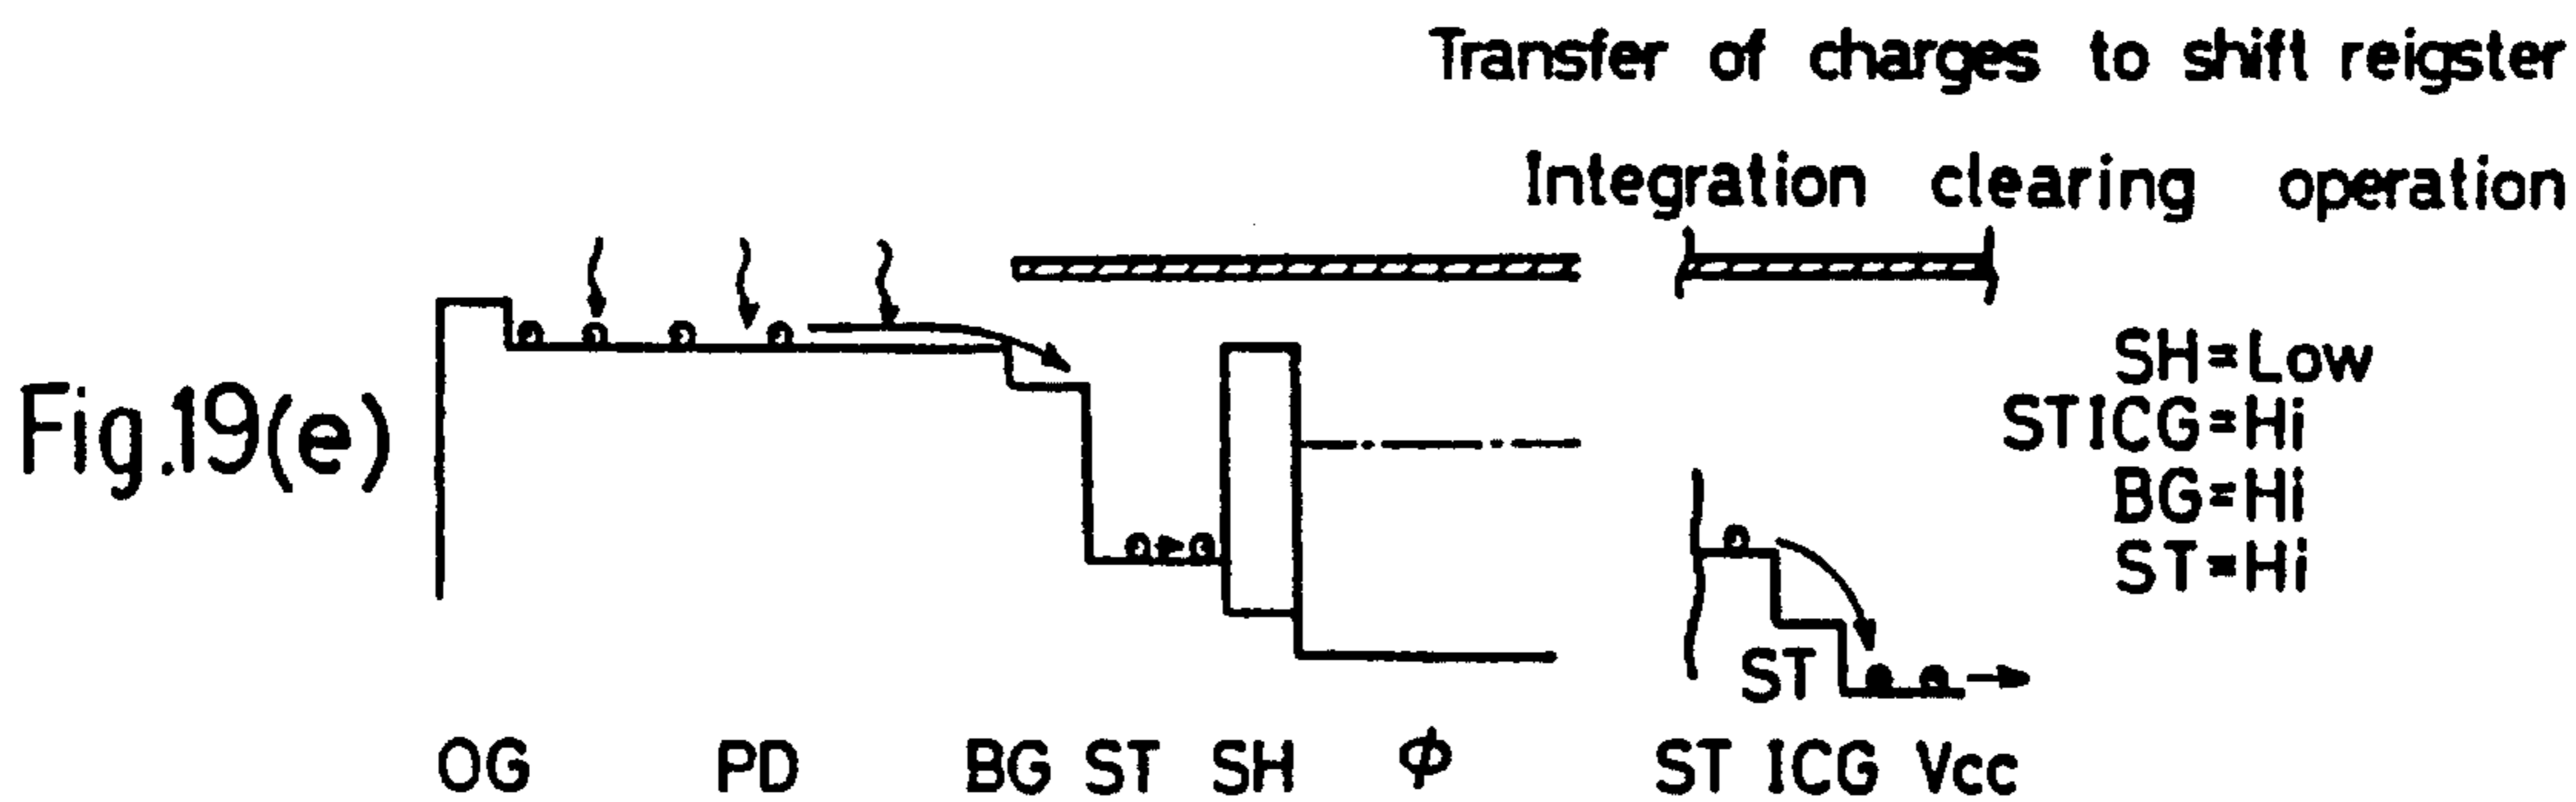 Transfer of charges to shift reigster
Integration clearing operation
Fig.19(e)
SH=Low
STICG=Hi
BG=Hi
ST=Hi
ST
OG PD BG ST SH ϕ ST ICG Vcc